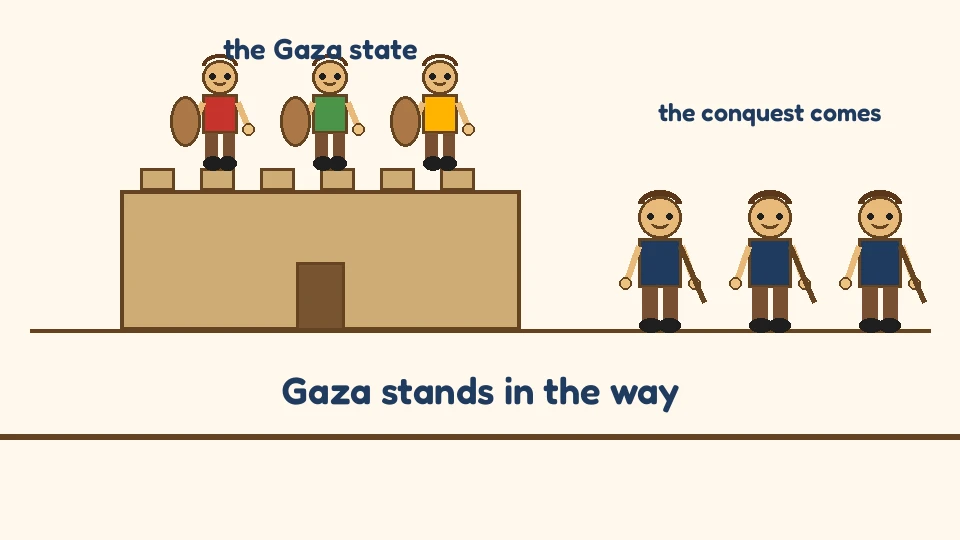 the Gaza state
the conquest comes
Gaza stands in the way